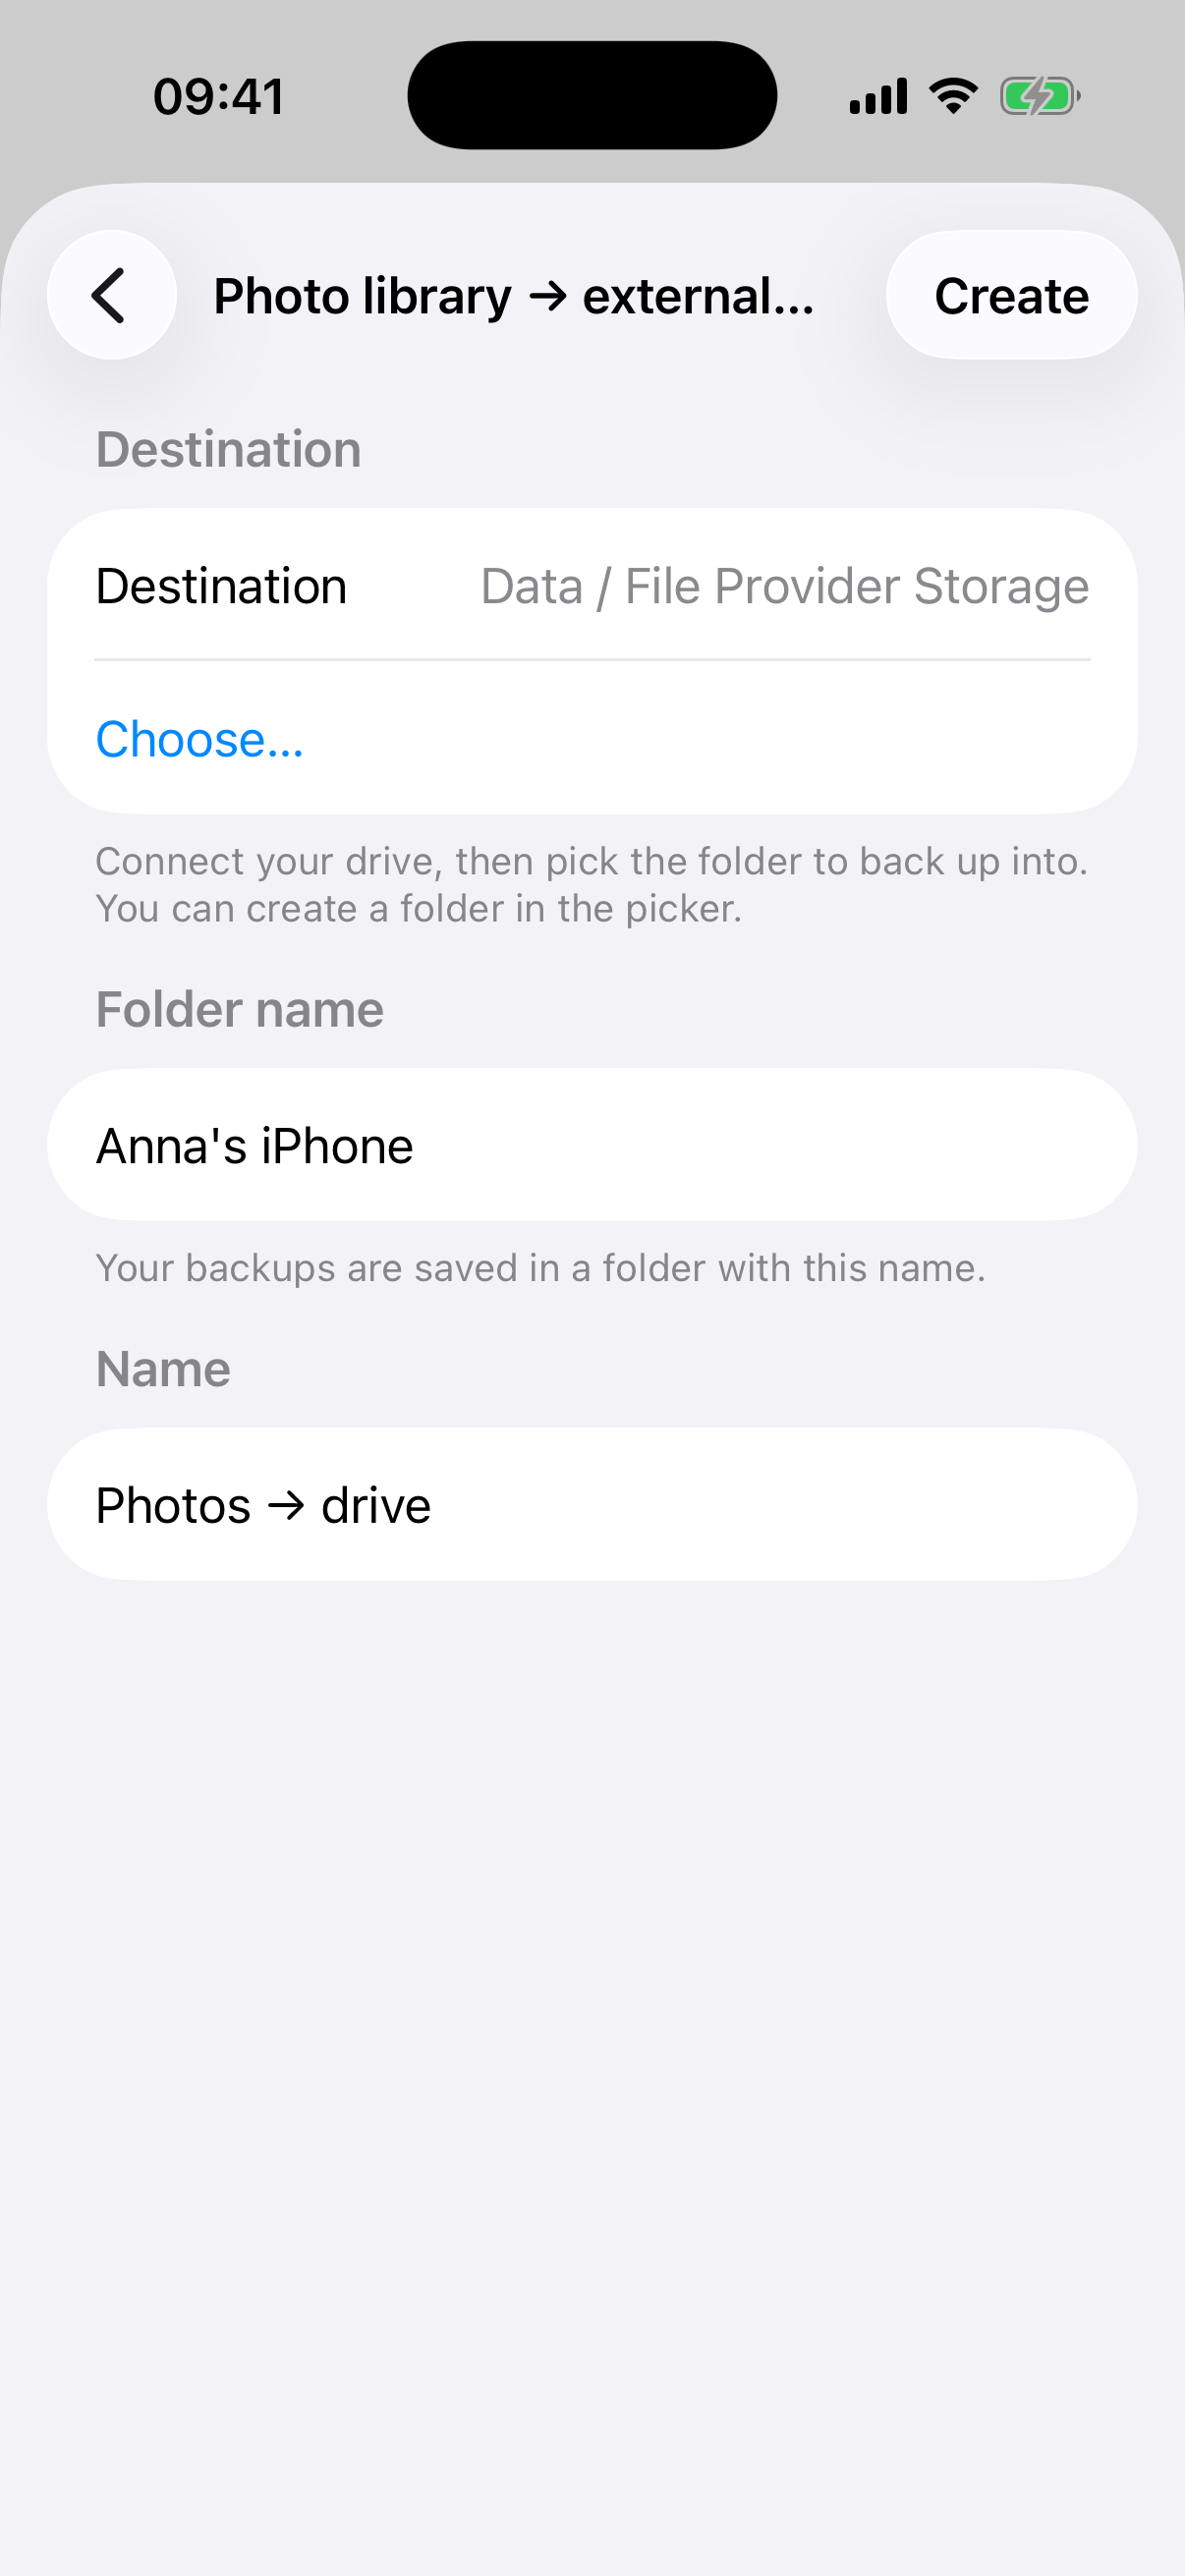 09:41
Photo library → external...
Create
Destination
Destination
Data / File Provider Storage
Choose...
Connect your drive, then pick the folder to back up into.
You can create a folder in the picker.
Folder name
Anna's iPhone
Your backups are saved in a folder with this name.
Name
Photos → drive